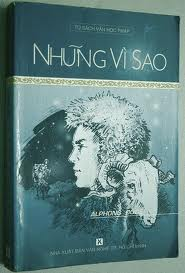 TỦ SÁCH VĂN HỌC PHÁP
NHỮNG VÌ SAO
ALPHONSE
NHÀ XUẤT BẢN VĂN NGHỆ TP. HỒ CHÍ MINH